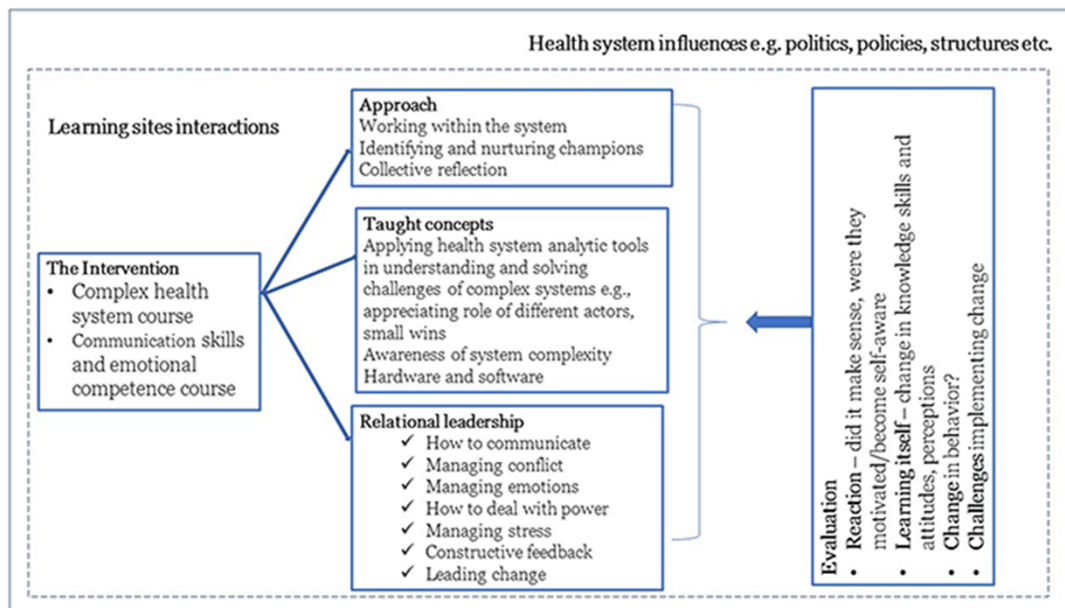 Health system influences e.g. politics, policies, structures etc.
Learning sites interactions
The Intervention
• Complex health
system course
• Communication skills
and emotional
competence course
Approach
Working within the system
Identifying and nurturing champions
Collective reflection
Taught concepts
Applying health system analytic tools
in understanding and solving
challenges of complex systems e.g.,
appreciating role of different actors,
small wins
Awareness of system complexity
Hardware and software
Relational leadership
✓ How to communicate
✓ Managing conflict
✓ Managing emotions
✓ How to deal with power
✓ Managing stress
✓ Constructive feedback
✓ Leading change
Evaluation
• Reaction – did it make sense, were they
motivated/become self-aware
• Learning itself – change in knowledge skills and
attitudes, perceptions
• Change in behavior?
• Challenges implementing change